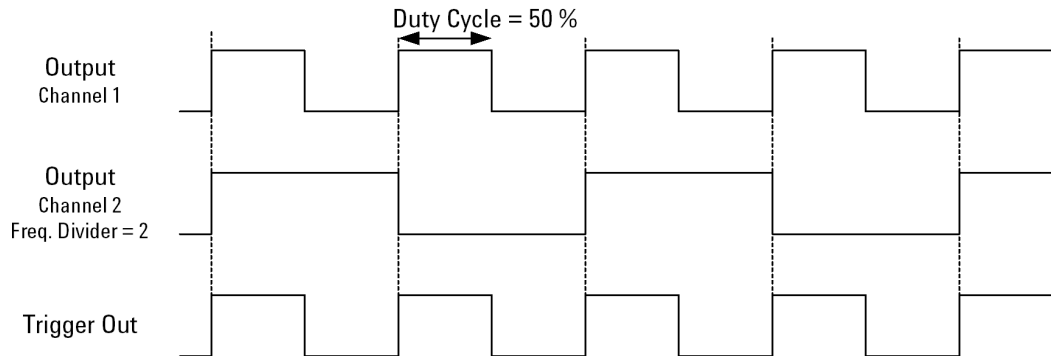 Duty Cycle = 50 %
Output
Channel 1
Output
Channel 2
Freq. Divider = 2
Trigger Out